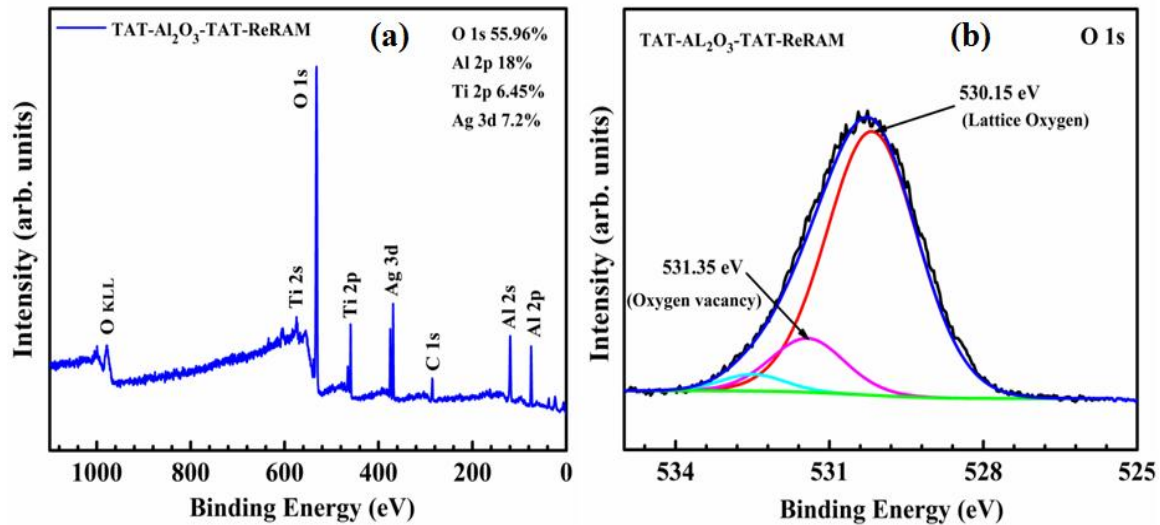 TAT-Al₂O₃-TAT-ReRAM
(a)
O 1s 55.96%
Al 2p 18%
Ti 2p 6.45%
Ag 3d 7.2%
O KLL
Ti 2s
O 1s
Ti 2p
Ag 3d
C 1s
Al 2s
Al 2p
Intensity (arb. units)
1000
800
600
400
200
0
Binding Energy (eV)
(b)
TAT-AL₂O₃-TAT-ReRAM
O 1s
530.15 eV
(Lattice Oxygen)
531.35 eV
(Oxygen vacancy)
Intensity (arb. units)
534
531
528
525
Binding Energy (eV)